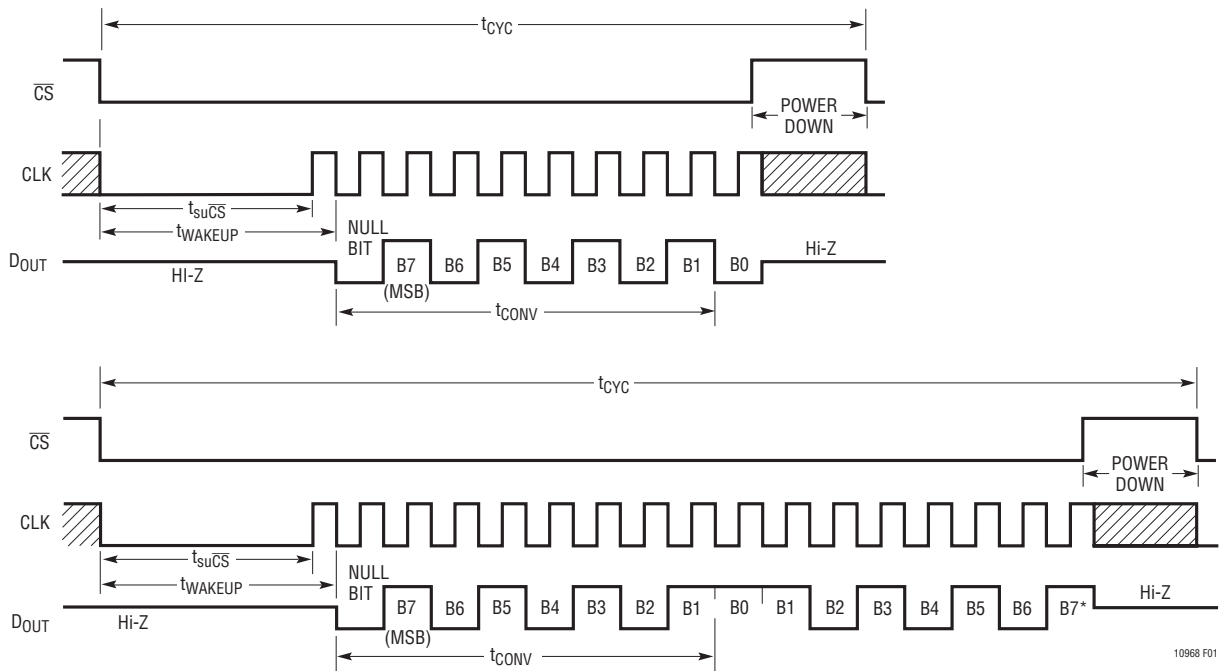 tCYC
CS
POWER
DOWN
CLK
tsuCS
tWAKEUP
NULL
BIT
DOUT
HI-Z
B7 B6 B5 B4 B3 B2 B1 B0
Hi-Z
(MSB)
tCONV
tCYC
CS
POWER
DOWN
CLK
tsuCS
tWAKEUP
NULL
BIT
Hi-Z
DOUT
Hi-Z
B7 B6 B5 B4 B3 B2 B1 B0 B1 B2 B3 B4 B5 B6 B7*
(MSB)
tCONV
10968 F01